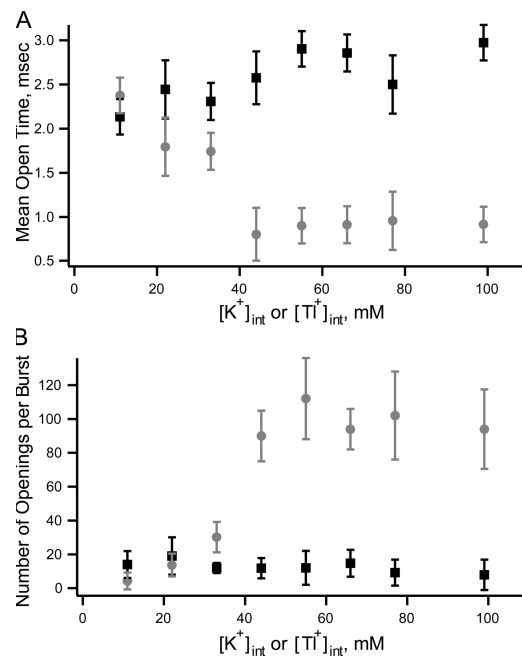 A
3.0
2.5
2.0
1.5
1.0
0.5
Mean Open Time, msec
0 20 40 60 80 100
[K⁺]int or [Tl⁺]int, mM
B
120
100
80
60
40
20
0
Number of Openings per Burst
0 20 40 60 80 100
[K⁺]int or [Tl⁺]int, mM